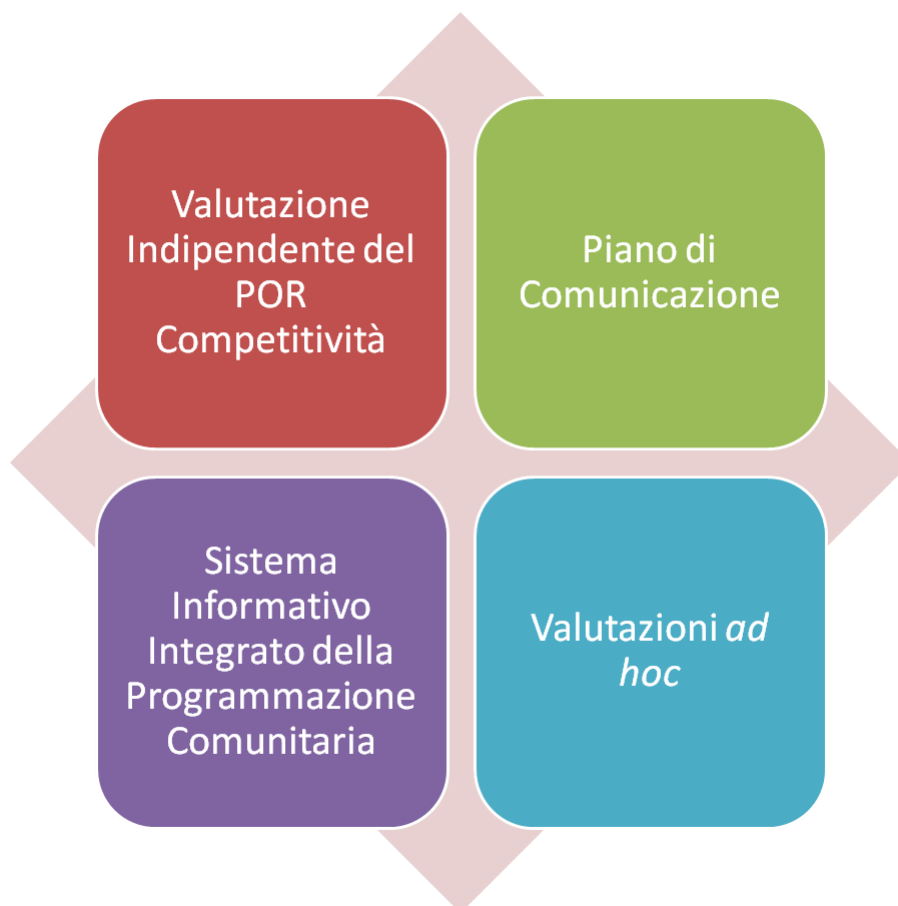 Valutazione
Indipendente del
POR
Competitività
Piano di
Comunicazione
Sistema
Informativo
Integrato della
Programmazione
Comunitaria
Valutazioni ad
hoc